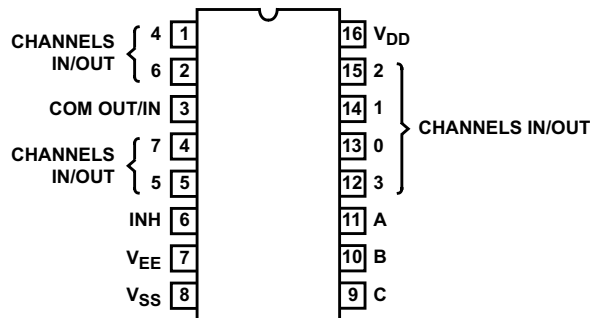 CHANNELS
IN/OUT
4 1
6 2
COM OUT/IN 3
CHANNELS
IN/OUT
7 4
5 5
INH 6
VEE 7
VSS 8
16 VDD
15 2
14 1
13 0
12 3
CHANNELS IN/OUT
11 A
10 B
9 C